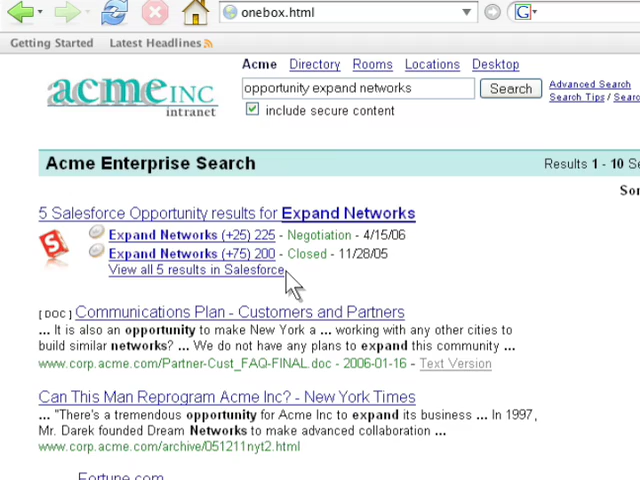 onebox.html
G
Getting Started Latest Headlines
acme INC
intranet
Acme Directory Rooms Locations Desktop
opportunity expand networks Search
Advanced Search
Search Tips / Sear
include secure content
Acme Enterprise Search Results 1 - 10 Se
Sor
5 Salesforce Opportunity results for Expand Networks
S
Expand Networks (+25) 225 - Negotiation - 4/15/06
Expand Networks (+75) 200 - Closed - 11/28/05
View all 5 results in Salesforce
[ DOC ] Communications Plan - Customers and Partners
... It is also an opportunity to make New York a ... working with any other cities to
build similar networks? ... We do not have any plans to expand this community ...
www.corp.acme.com/Partner-Cust_FAQ-FINAL.doc - 2006-01-16 - Text Version
Can This Man Reprogram Acme Inc? - New York Times
... "There's a tremendous opportunity for Acme Inc to expand its business ... In 1997,
Mr. Darek founded Dream Networks to make advanced collaboration ...
www.corp.acme.com/archive/051211nyt2.html
Fortune.com